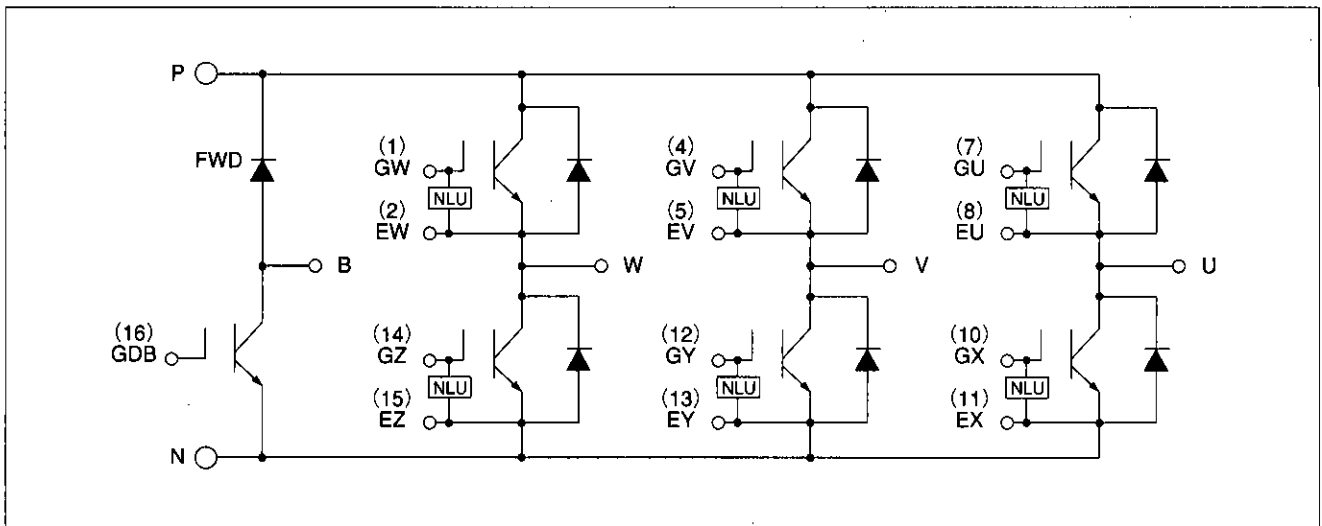 P
FWD
(1)
GW
NLU
(2)
EW
(4)
GV
NLU
(5)
EV
(7)
GU
NLU
(8)
EU
B
W
V
U
(16)
GDB
(14)
GZ
NLU
(15)
EZ
(12)
GY
NLU
(13)
EY
(10)
GX
NLU
(11)
EX
N